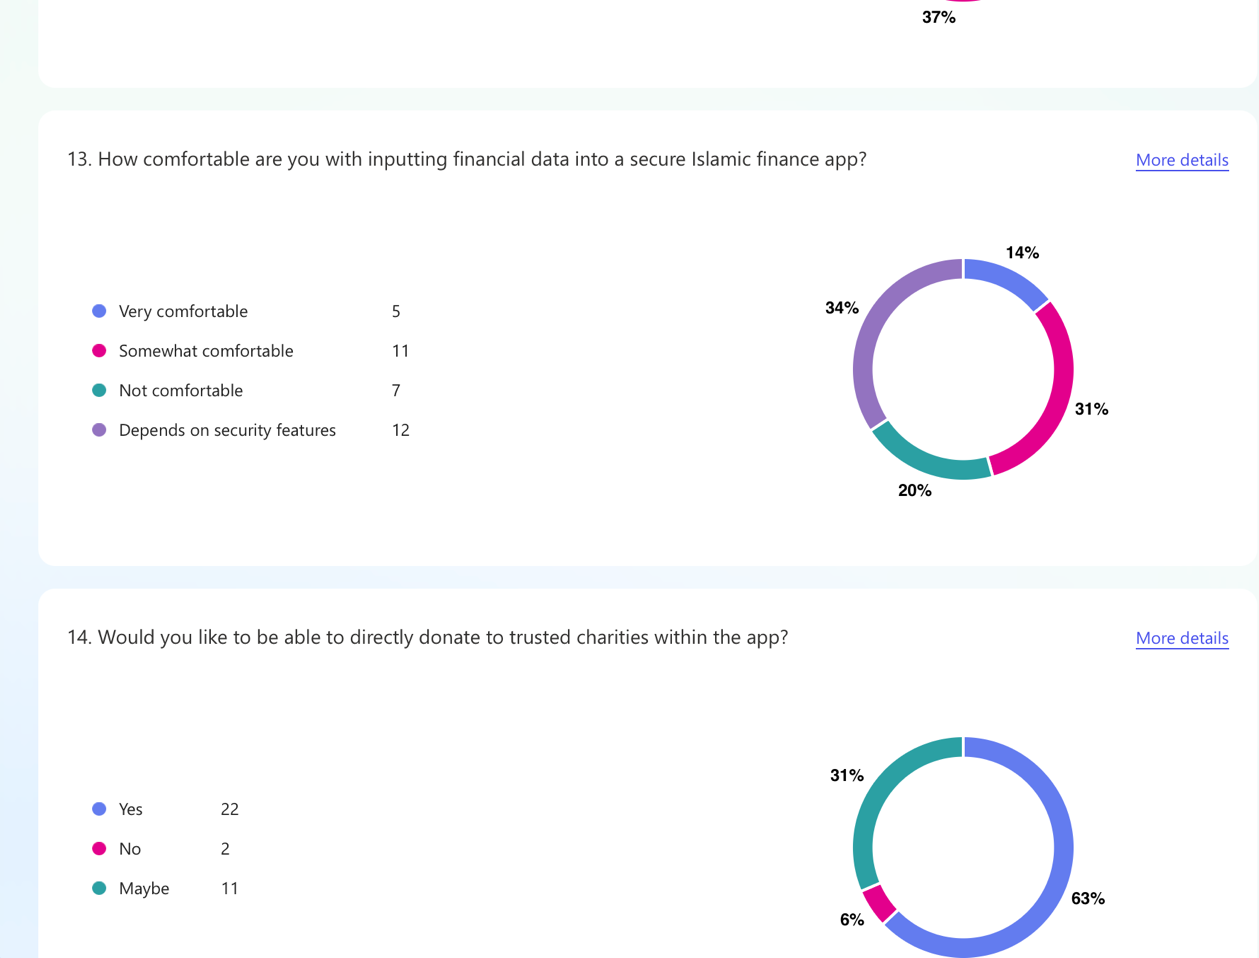 37%
13. How comfortable are you with inputting financial data into a secure Islamic finance app?
More details
Very comfortable 5
Somewhat comfortable 11
Not comfortable 7
Depends on security features 12
14%
34%
31%
20%
14. Would you like to be able to directly donate to trusted charities within the app?
More details
Yes 22
No 2
Maybe 11
31%
63%
6%